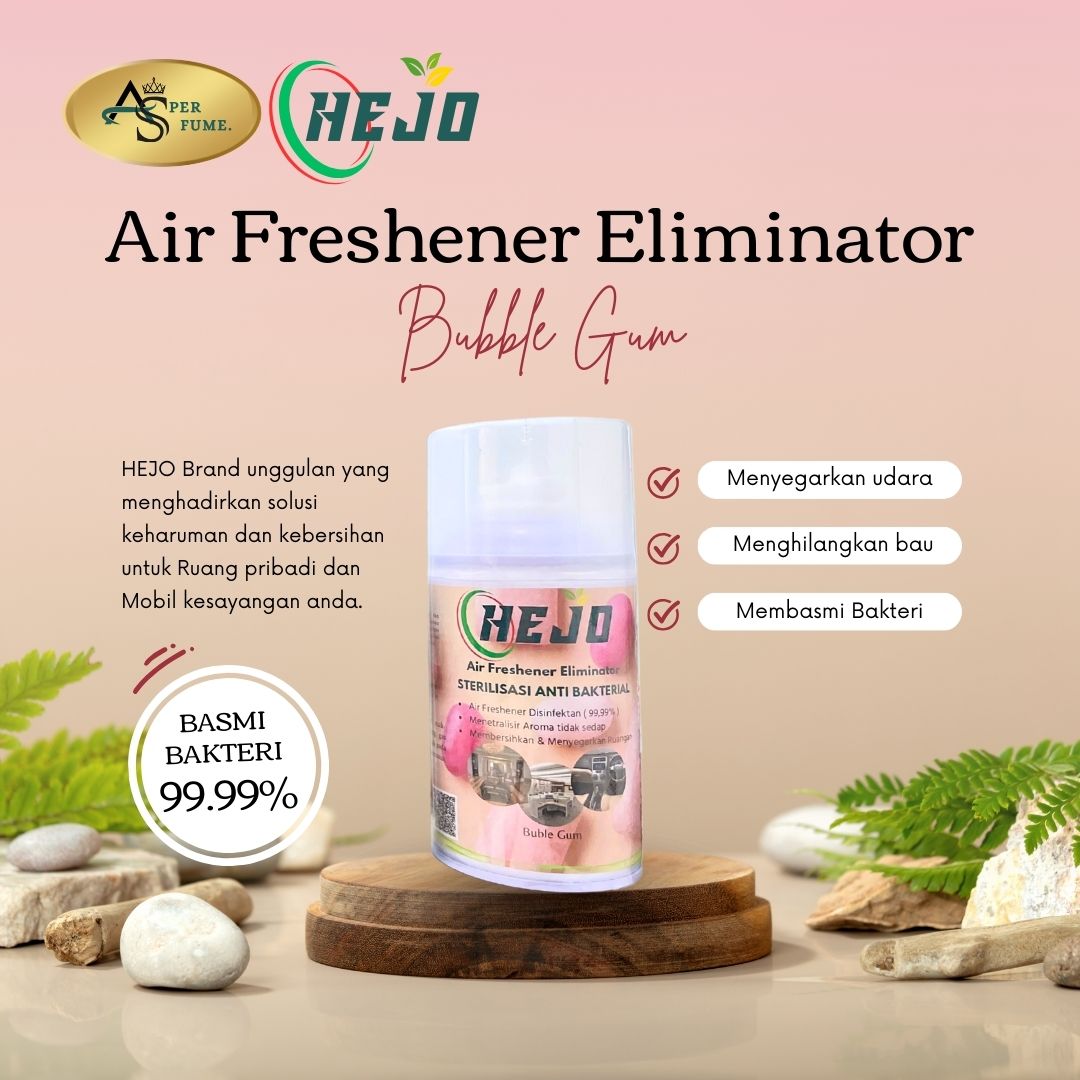 AS PER
FUME.
HEJO
Air Freshener Eliminator
Bubble Gum
HEJO Brand unggulan yang
menghadirkan solusi
keharuman dan kebersihan
untuk Ruang pribadi dan
Mobil kesayangan anda.
Menyegarkan udara
Menghilangkan bau
Membasmi Bakteri
BASMI
BAKTERI
99.99%
HEJO
Air Freshener Eliminator
STERILISASI ANTI BAKTERIAL
• Air Freshener Disinfektan ( 99,99% )
• Menetralisir Aroma tidak sedap
• Membersihkan & Menyegerkan Ruangan
Buble Gum